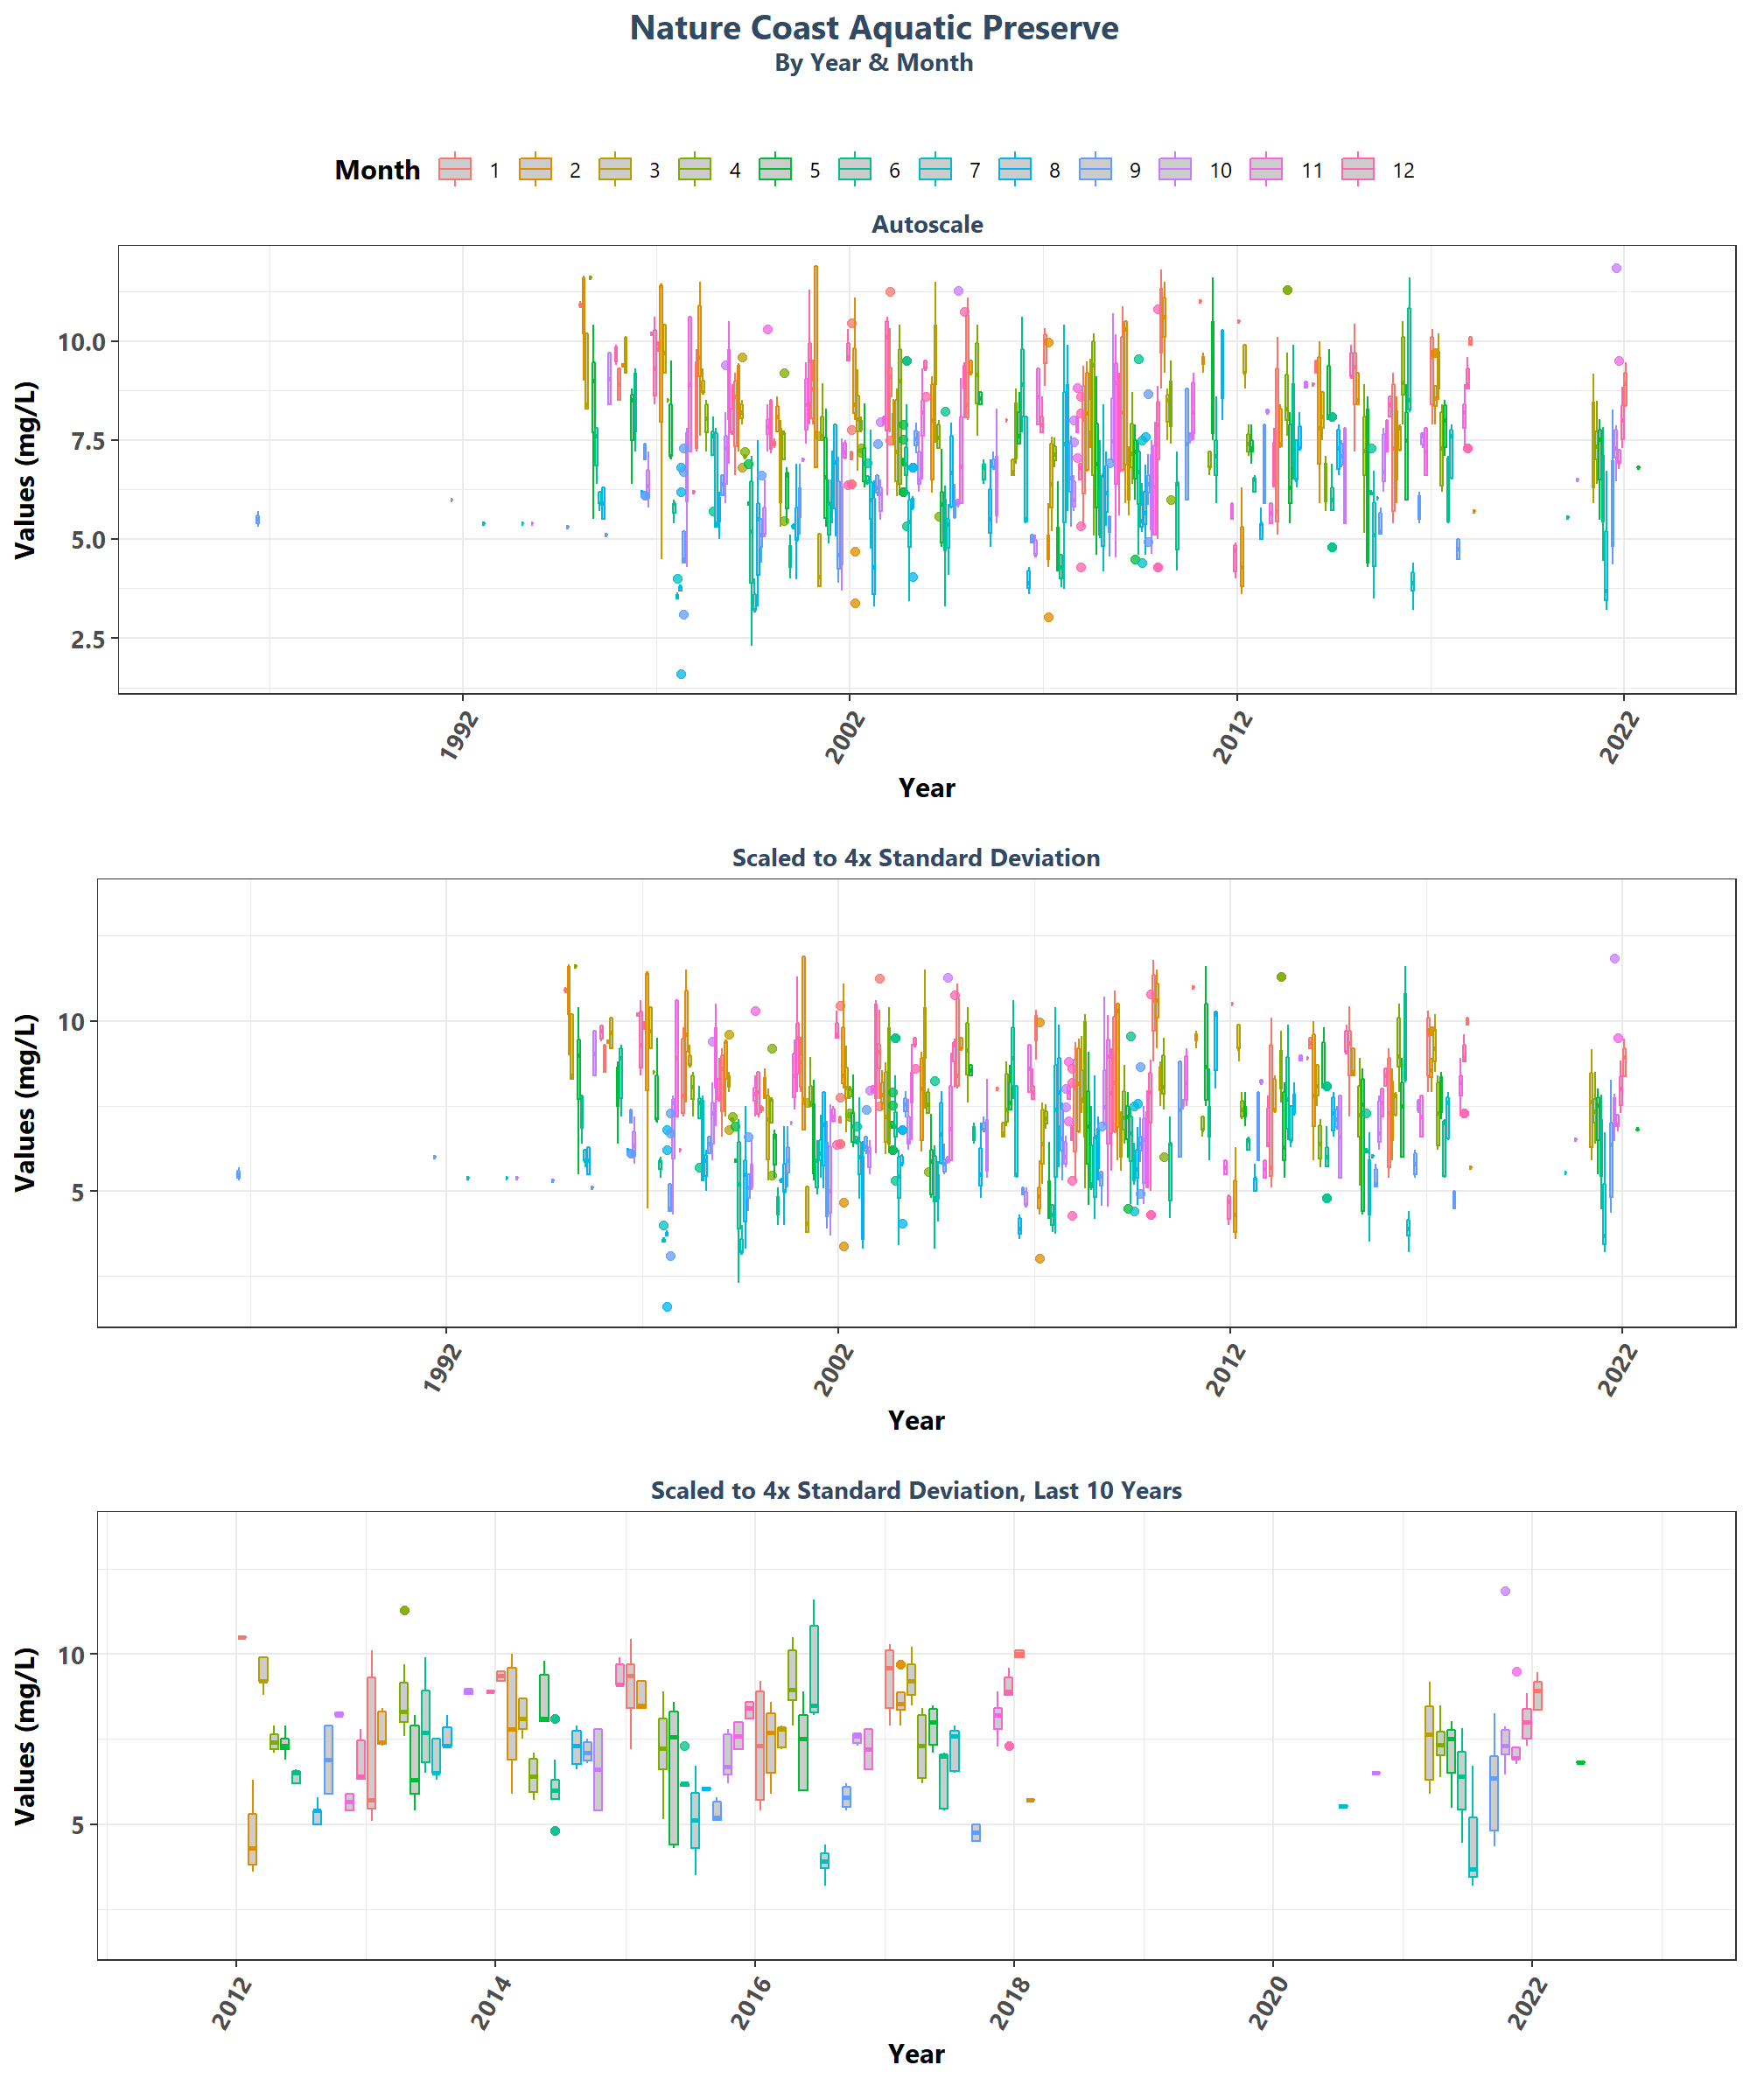 Nature Coast Aquatic Preserve
By Year & Month
Month 1 2 3 4 5 6 7 8 9 10 11 12
Autoscale
Values (mg/L)
10.0
7.5
5.0
2.5
1992 2002 2012 2022
Year
Scaled to 4x Standard Deviation
Values (mg/L)
10
5
1992 2002 2012 2022
Year
Scaled to 4x Standard Deviation, Last 10 Years
Values (mg/L)
10
5
2012 2014 2016 2018 2020 2022
Year